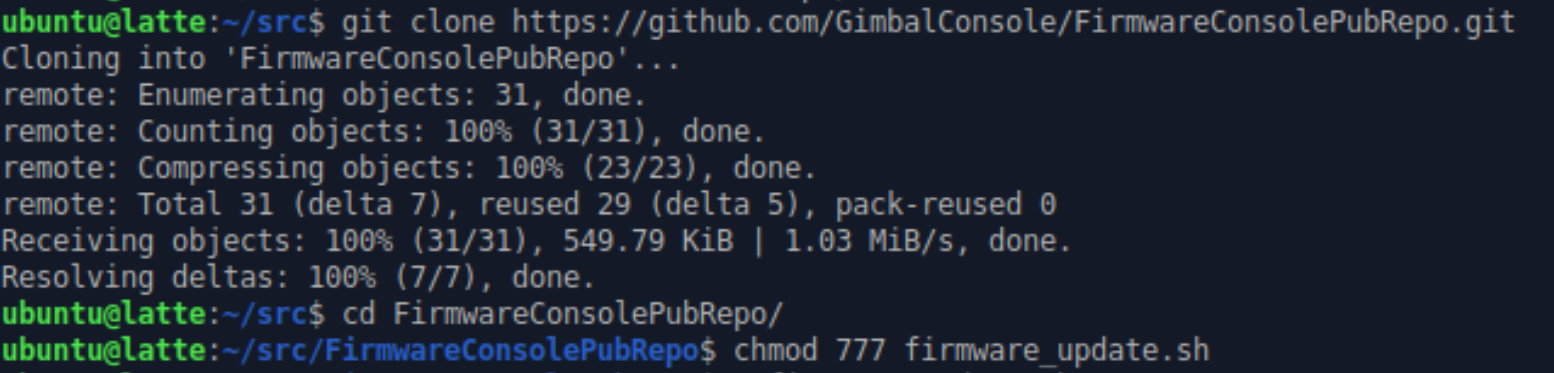 ubuntu@latte:~/src$ git clone https://github.com/GimbalConsole/FirmwareConsolePubRepo.git
Cloning into 'FirmwareConsolePubRepo'...
remote: Enumerating objects: 31, done.
remote: Counting objects: 100% (31/31), done.
remote: Compressing objects: 100% (23/23), done.
remote: Total 31 (delta 7), reused 29 (delta 5), pack-reused 0
Receiving objects: 100% (31/31), 549.79 KiB | 1.03 MiB/s, done.
Resolving deltas: 100% (7/7), done.
ubuntu@latte:~/src$ cd FirmwareConsolePubRepo/
ubuntu@latte:~/src/FirmwareConsolePubRepo$ chmod 777 firmware_update.sh